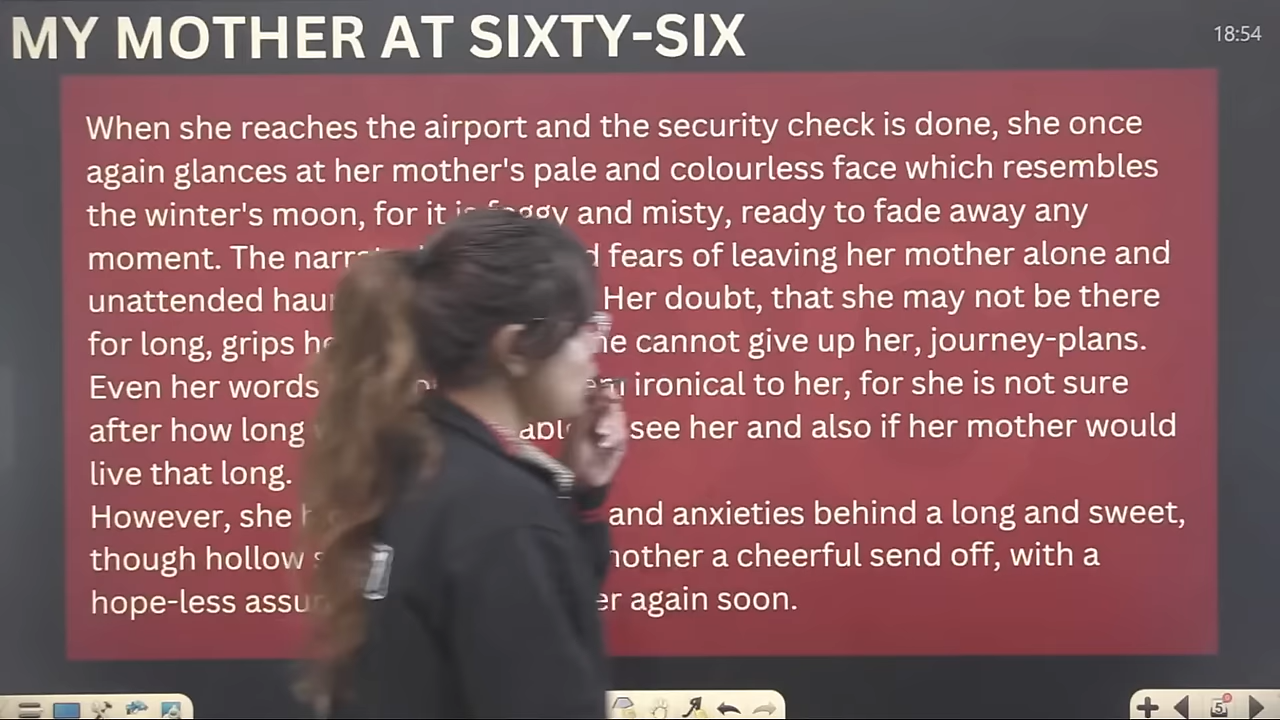 MY MOTHER AT SIXTY-SIX
18:54
When she reaches the airport and the security check is done, she once
again glances at her mother's pale and colourless face which resembles
the winter's moon, for it is foggy and misty, ready to fade away any
moment. The fears of leaving her mother alone and
unattended Her doubt, that she may not be there
for long, grips cannot give up her, journey-plans.
Even her words ironical to her, for she is not sure
after how long see her and also if her mother would
live that long.
However, she and anxieties behind a long and sweet,
though hollow mother a cheerful send off, with a
hope-less again soon.
5